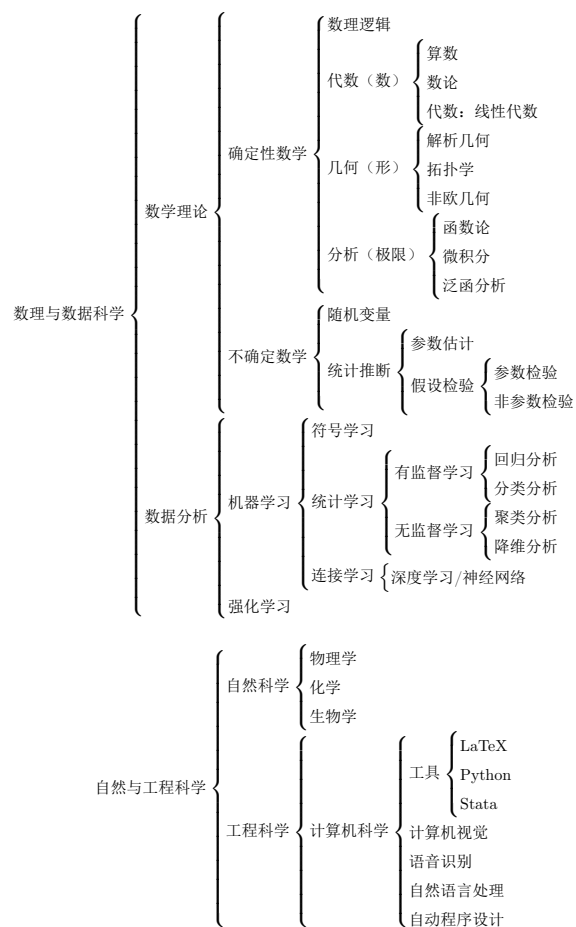 数理与数据科学
数学理论
确定性数学
数理逻辑
代数（数）
算数
数论
代数：线性代数
几何（形）
解析几何
拓扑学
非欧几何
分析（极限）
函数论
微积分
泛函分析
不确定数学
随机变量
统计推断
参数估计
假设检验
参数检验
非参数检验
数据分析
机器学习
符号学习
统计学习
有监督学习
回归分析
分类分析
无监督学习
聚类分析
降维分析
连接学习
深度学习/神经网络
强化学习
自然与工程科学
自然科学
物理学
化学
生物学
工程科学
计算机科学
工具
LaTeX
Python
Stata
计算机视觉
语音识别
自然语言处理
自动程序设计